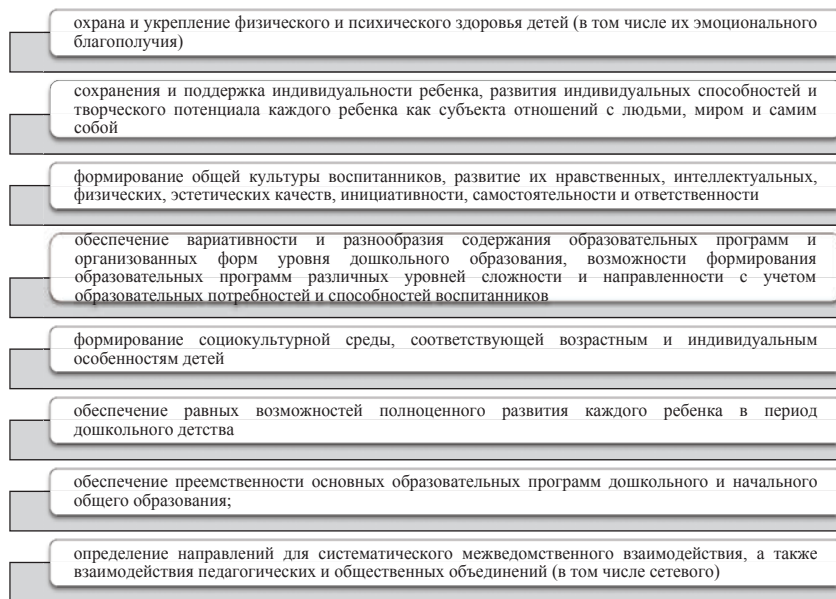 охрана и укрепление физического и психического здоровья детей (в том числе их эмоционального
благополучия)
сохранения и поддержка индивидуальности ребенка, развития индивидуальных способностей и
творческого потенциала каждого ребенка как субъекта отношений с людьми, миром и самим
собой
формирование общей культуры воспитанников, развитие их нравственных, интеллектуальных,
физических, эстетических качеств, инициативности, самостоятельности и ответственности
обеспечение вариативности и разнообразия содержания образовательных программ и
организованных форм уровня дошкольного образования, возможности формирования
образовательных программ различных уровней сложности и направленности с учетом
образовательных потребностей и способностей воспитанников
формирование социокультурной среды, соответствующей возрастным и индивидуальным
особенностям детей
обеспечение равных возможностей полноценного развития каждого ребенка в период
дошкольного детства
обеспечение преемственности основных образовательных программ дошкольного и начального
общего образования;
определение направлений для систематического межведомственного взаимодействия, а также
взаимодействия педагогических и общественных объединений (в том числе сетевого)